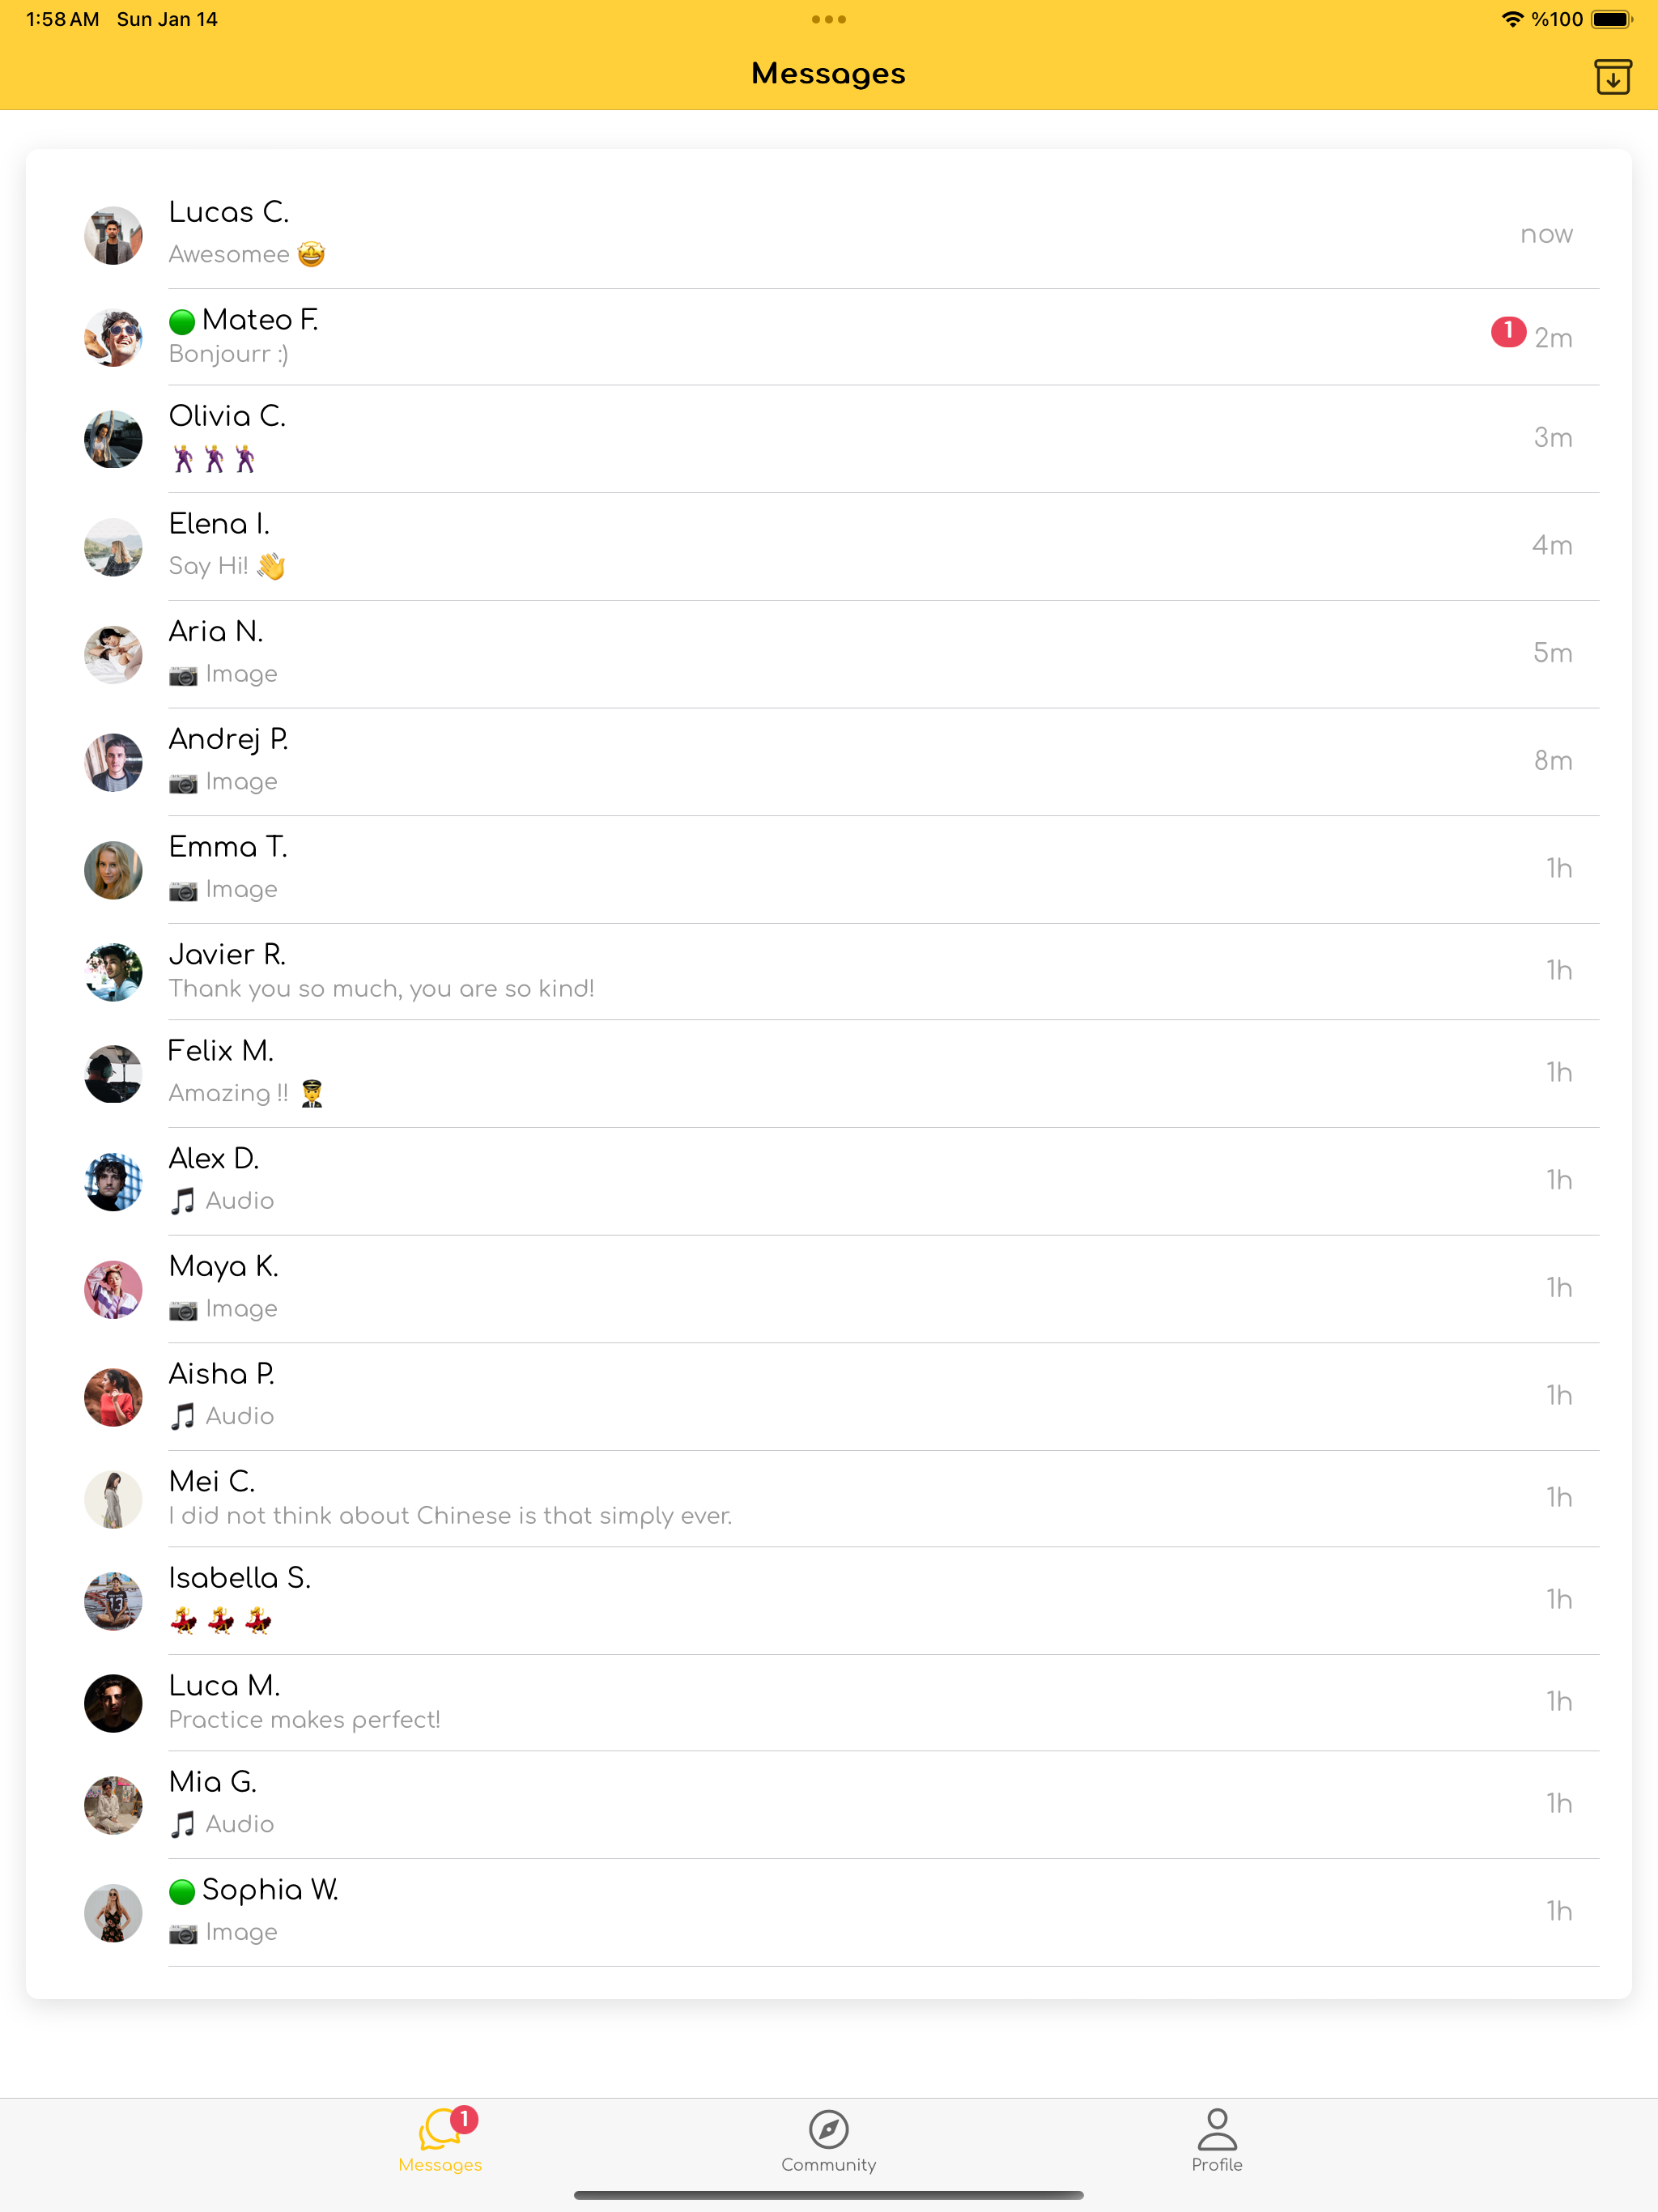 1:58 AM Sun Jan 14
%100
Messages
Lucas C.
Awesomee 🤩
now
Mateo F.
Bonjourr :)
1
2m
Olivia C.
🕺🕺🕺
3m
Elena I.
Say Hi! 👋
4m
Aria N.
📷 Image
5m
Andrej P.
📷 Image
8m
Emma T.
📷 Image
1h
Javier R.
Thank you so much, you are so kind!
1h
Felix M.
Amazing !! 🧑‍✈️
1h
Alex D.
🎵 Audio
1h
Maya K.
📷 Image
1h
Aisha P.
🎵 Audio
1h
Mei C.
I did not think about Chinese is that simply ever.
1h
Isabella S.
💃💃💃
1h
Luca M.
Practice makes perfect!
1h
Mia G.
🎵 Audio
1h
Sophia W.
📷 Image
1h
1
Messages
Community
Profile